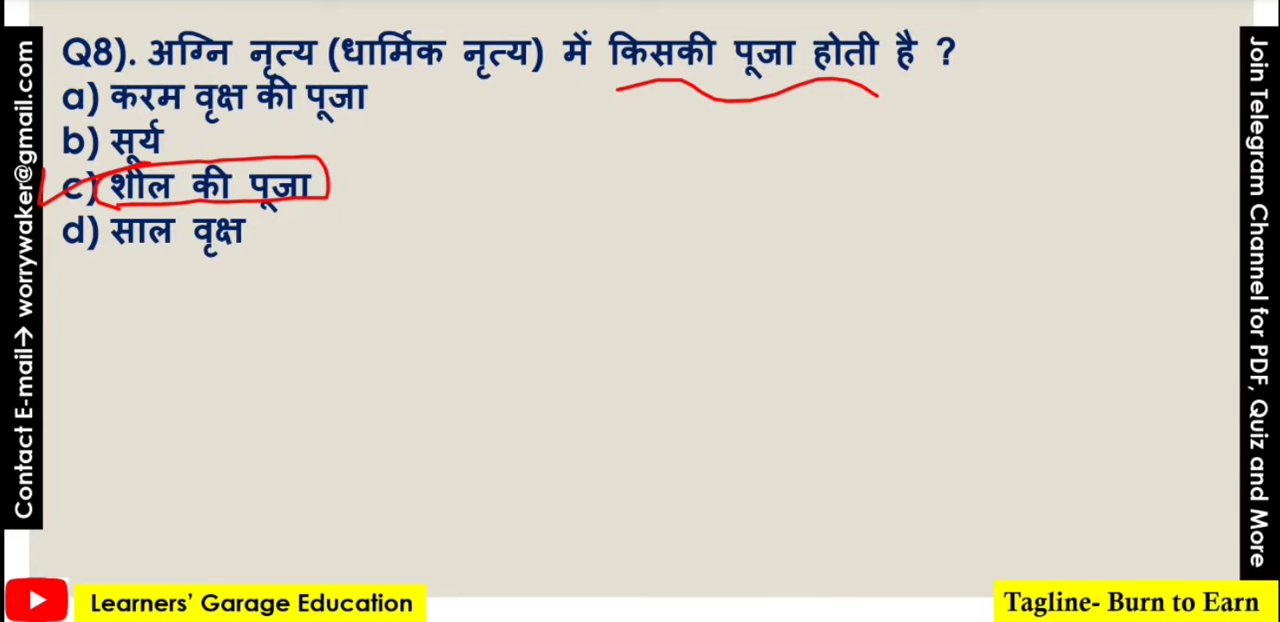 Q8). अग्नि नृत्य (धार्मिक नृत्य) में किसकी पूजा होती है ?
a) करम वृक्ष की पूजा
b) सूर्य
c) शील की पूजा
d) साल वृक्ष
Contact E-mail→ worrywaker@gmail.com
Join Telegram Channel for PDF, Quiz and More
Learners’ Garage Education
Tagline- Burn to Earn